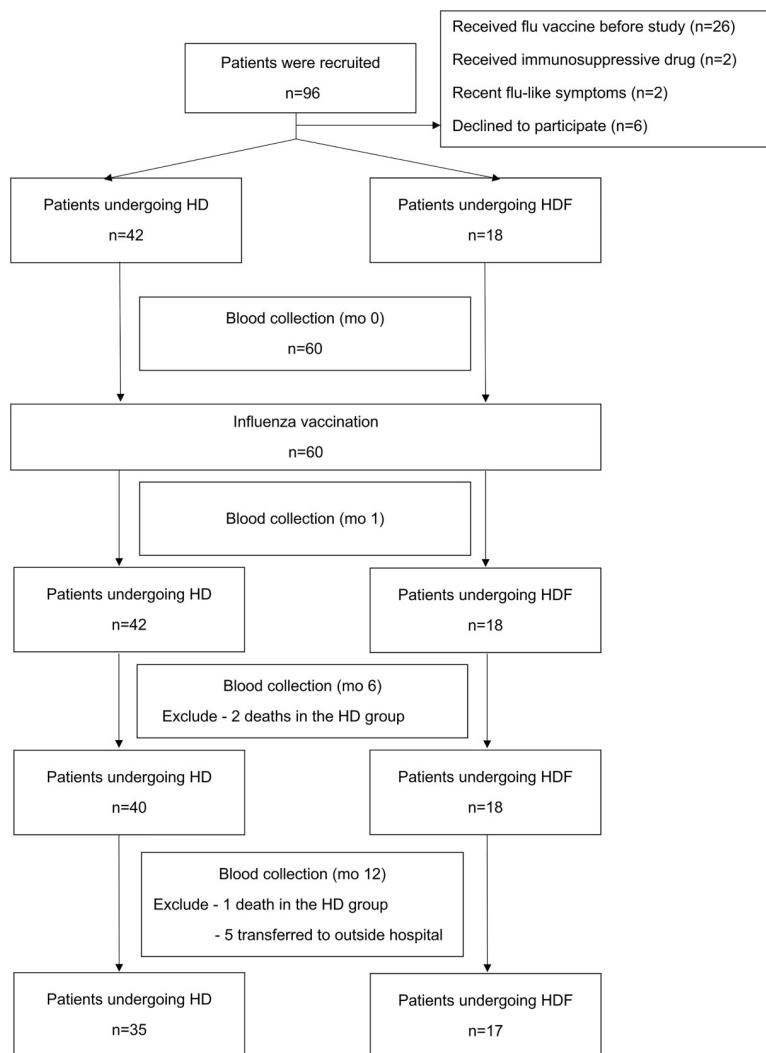 Patients were recruited
n=96
Received flu vaccine before study (n=26)
Received immunosuppressive drug (n=2)
Recent flu-like symptoms (n=2)
Declined to participate (n=6)
Patients undergoing HD
n=42
Patients undergoing HDF
n=18
Blood collection (mo 0)
n=60
Influenza vaccination
n=60
Blood collection (mo 1)
Patients undergoing HD
n=42
Patients undergoing HDF
n=18
Blood collection (mo 6)
Exclude - 2 deaths in the HD group
Patients undergoing HD
n=40
Patients undergoing HDF
n=18
Blood collection (mo 12)
Exclude - 1 death in the HD group
- 5 transferred to outside hospital
Patients undergoing HD
n=35
Patients undergoing HDF
n=17